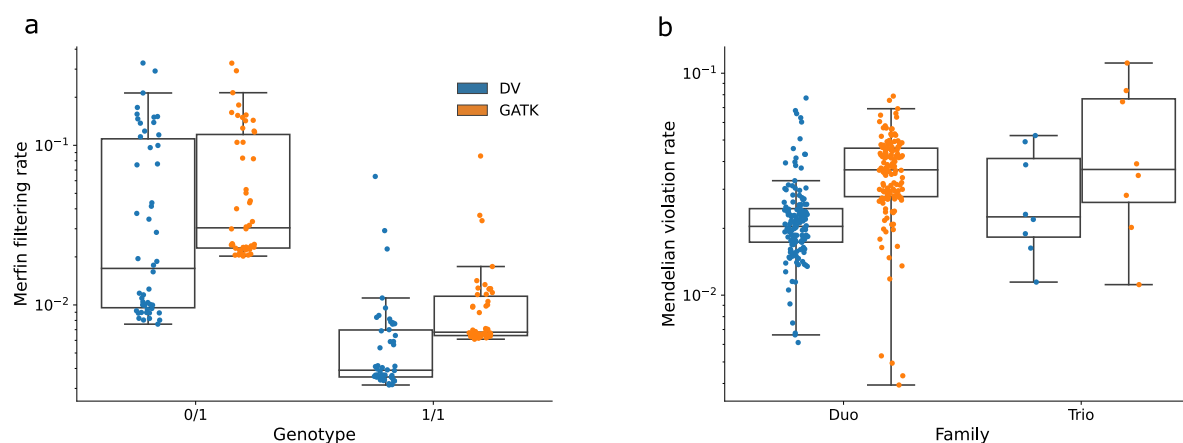 a
Merfin filtering rate
10⁻¹
10⁻²
0/1
1/1
Genotype
DV
GATK
b
Mendelian violation rate
10⁻¹
10⁻²
Duo
Trio
Family